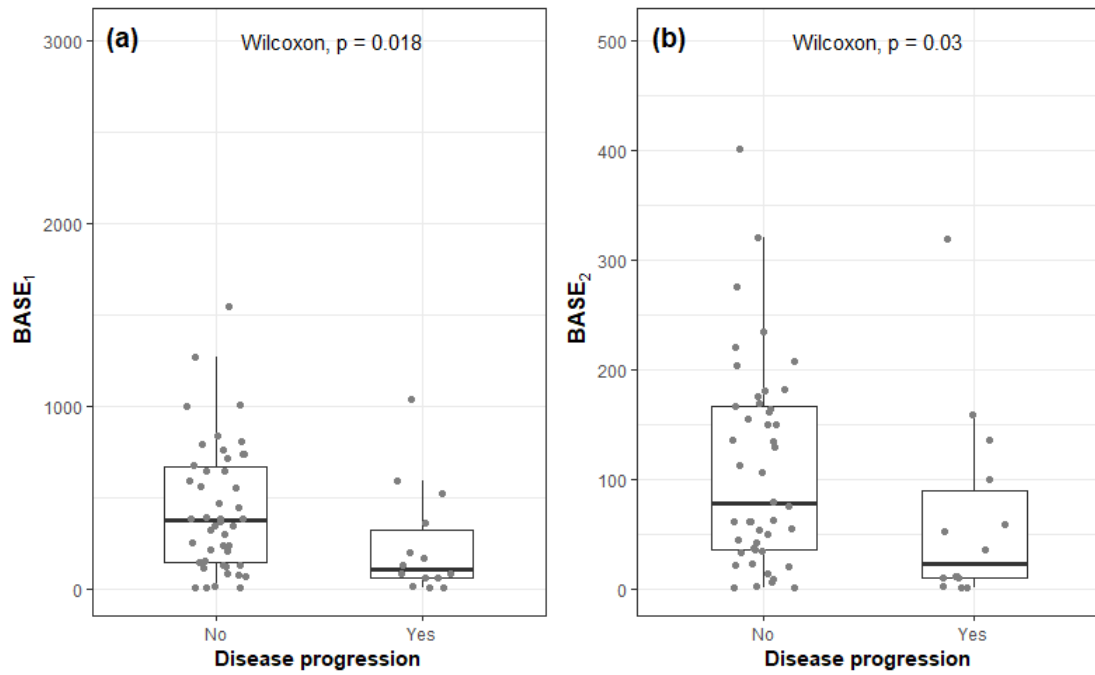 (a)
Wilcoxon, p = 0.018
3000
2000
1000
0
BASE₁
No
Yes
Disease progression
(b)
Wilcoxon, p = 0.03
500
400
300
200
100
0
BASE₂
No
Yes
Disease progression